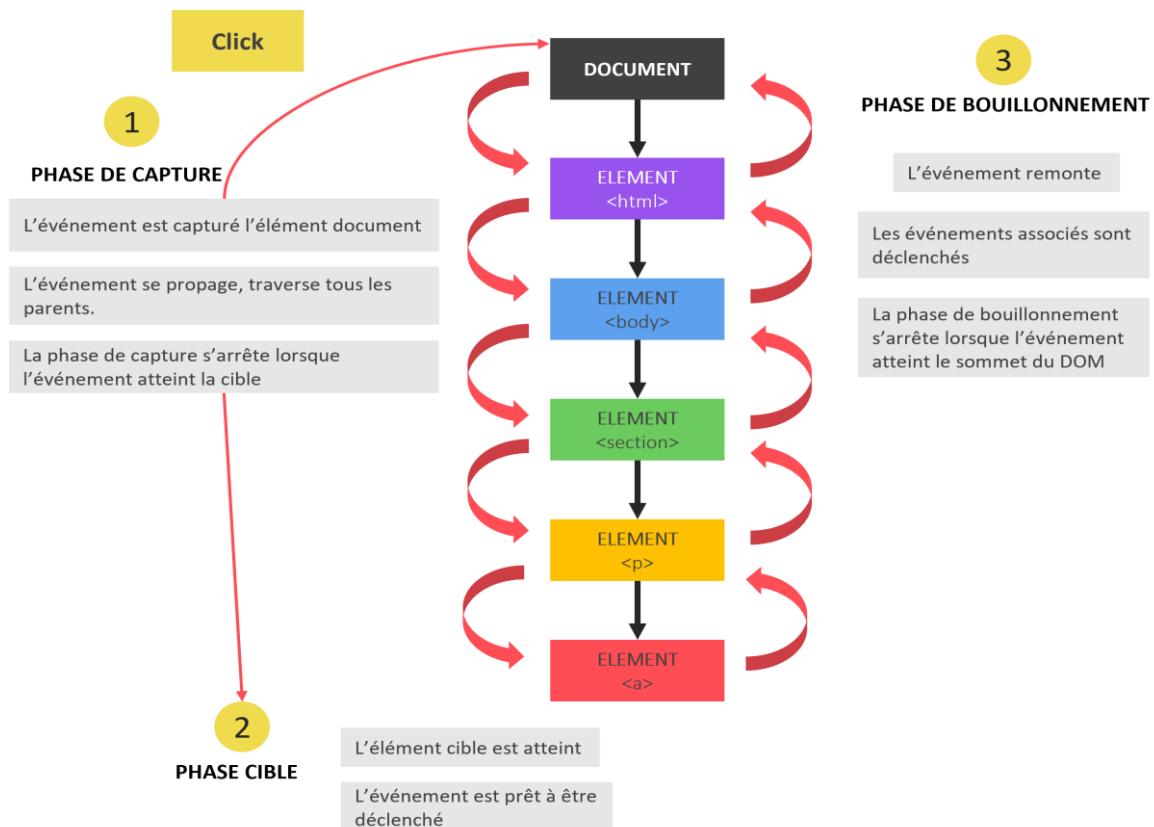 Click
1
PHASE DE CAPTURE
L’événement est capturé l’élément document
L’événement se propage, traverse tous les
parents.
La phase de capture s’arrête lorsque
l’événement atteint la cible
2
PHASE CIBLE
L’élément cible est atteint
L’événement est prêt à être
déclenché
DOCUMENT
ELEMENT
<html>
ELEMENT
<body>
ELEMENT
<section>
ELEMENT
<p>
ELEMENT
<a>
3
PHASE DE BOUILLONNEMENT
L’événement remonte
Les événements associés sont
déclenchés
La phase de bouillonnement
s’arrête lorsque l’événement
atteint le sommet du DOM